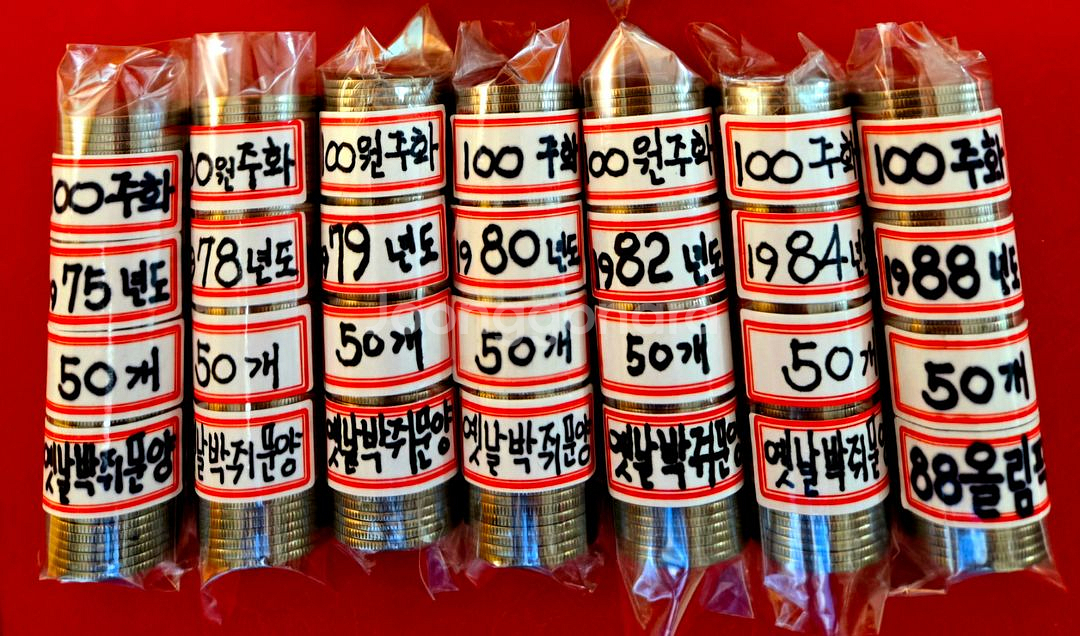 00주화
75년도
50개
옛날박쥐문양
00원주화
78년도
50개
날박쥐문양
100원주화
79년도
50개
옛날박쥐문양
100주화
1980년도
50개
옛날박쥐문양
00원주화
1982년도
50개
옛날박쥐문양
100주화
1984년
50개
옛날박쥐문
100주화
1988년도
50개
88올림
Joonggonara